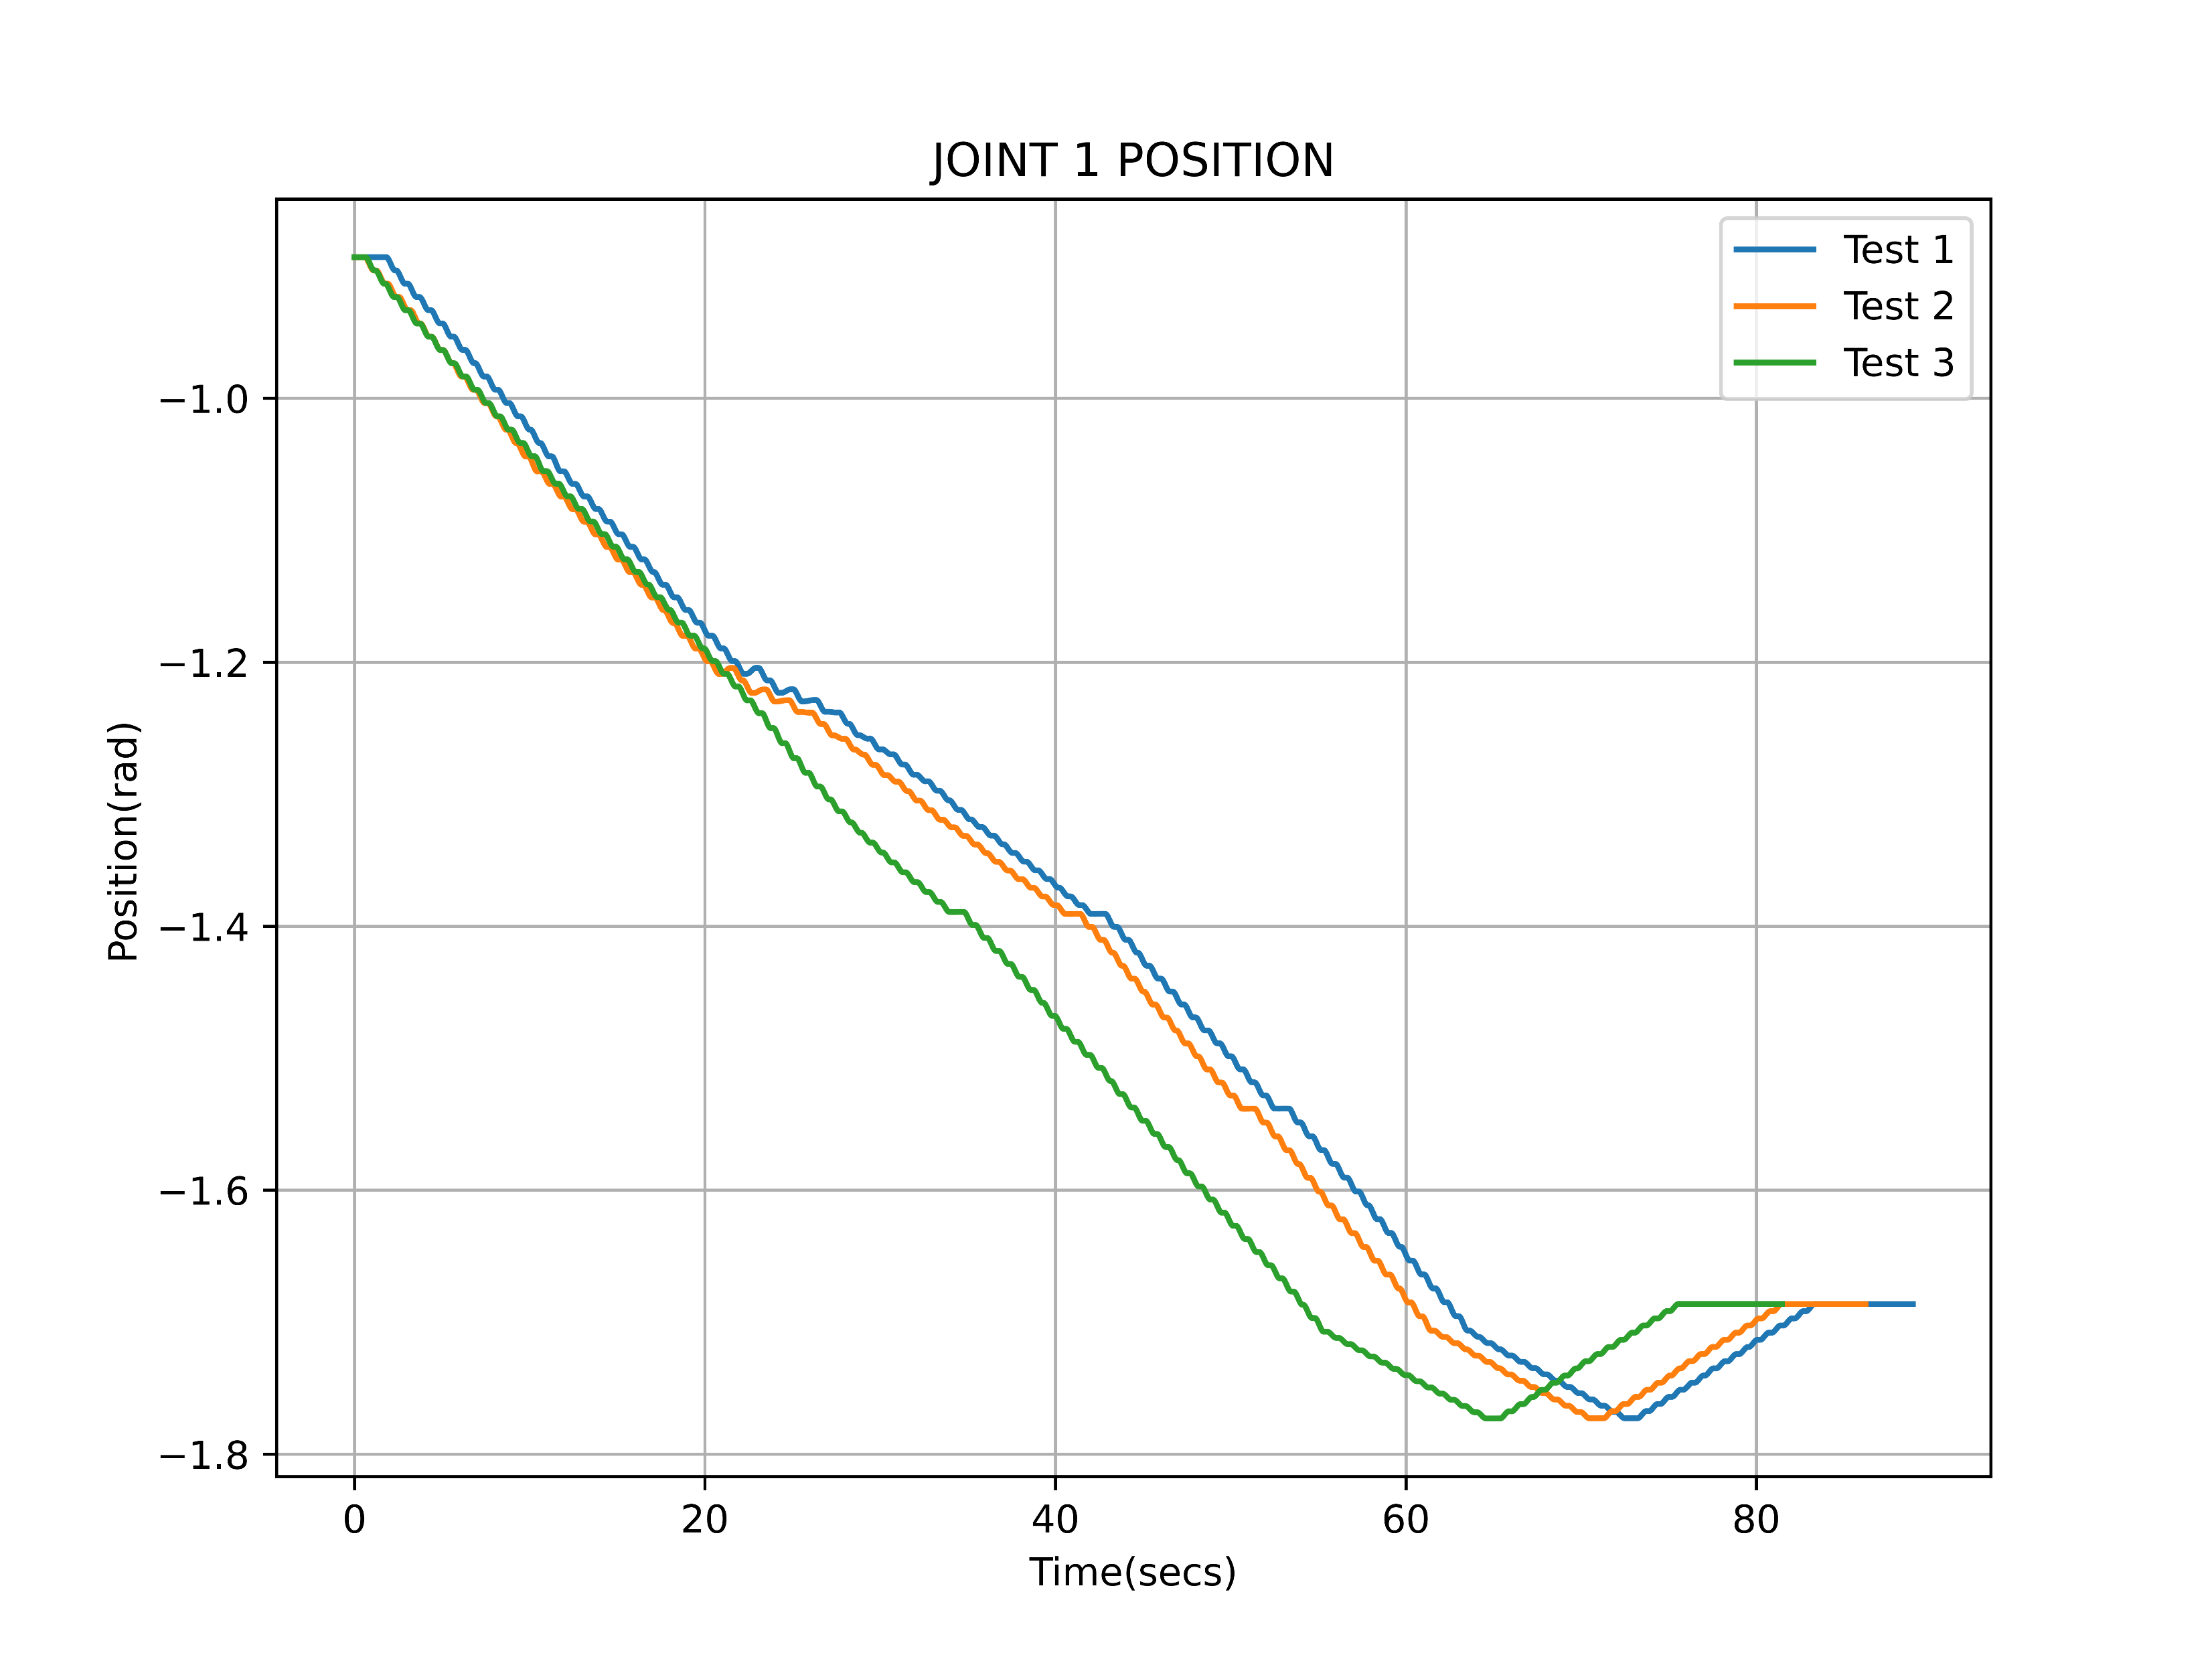 JOINT 1 POSITION
Test 1
Test 2
Test 3
Position(rad)
−1.0
−1.2
−1.4
−1.6
−1.8
0 20 40 60 80
Time(secs)